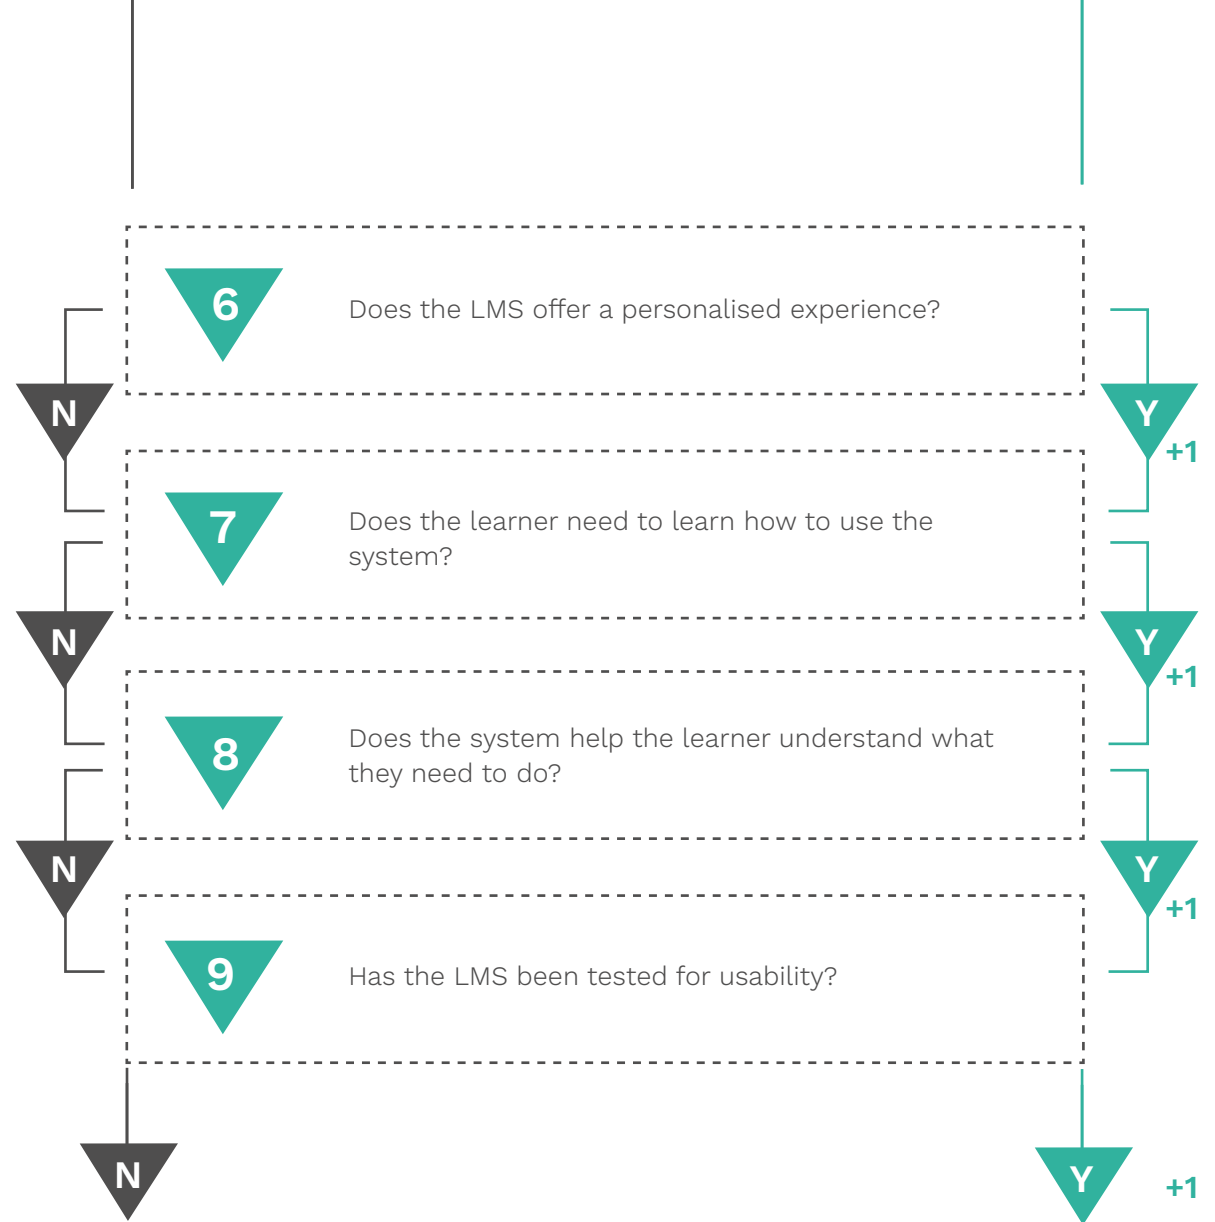 6
Does the LMS offer a personalised experience?
N
Y
+1
7
Does the learner need to learn how to use the
system?
N
Y
+1
8
Does the system help the learner understand what
they need to do?
N
Y
+1
9
Has the LMS been tested for usability?
N
Y
+1